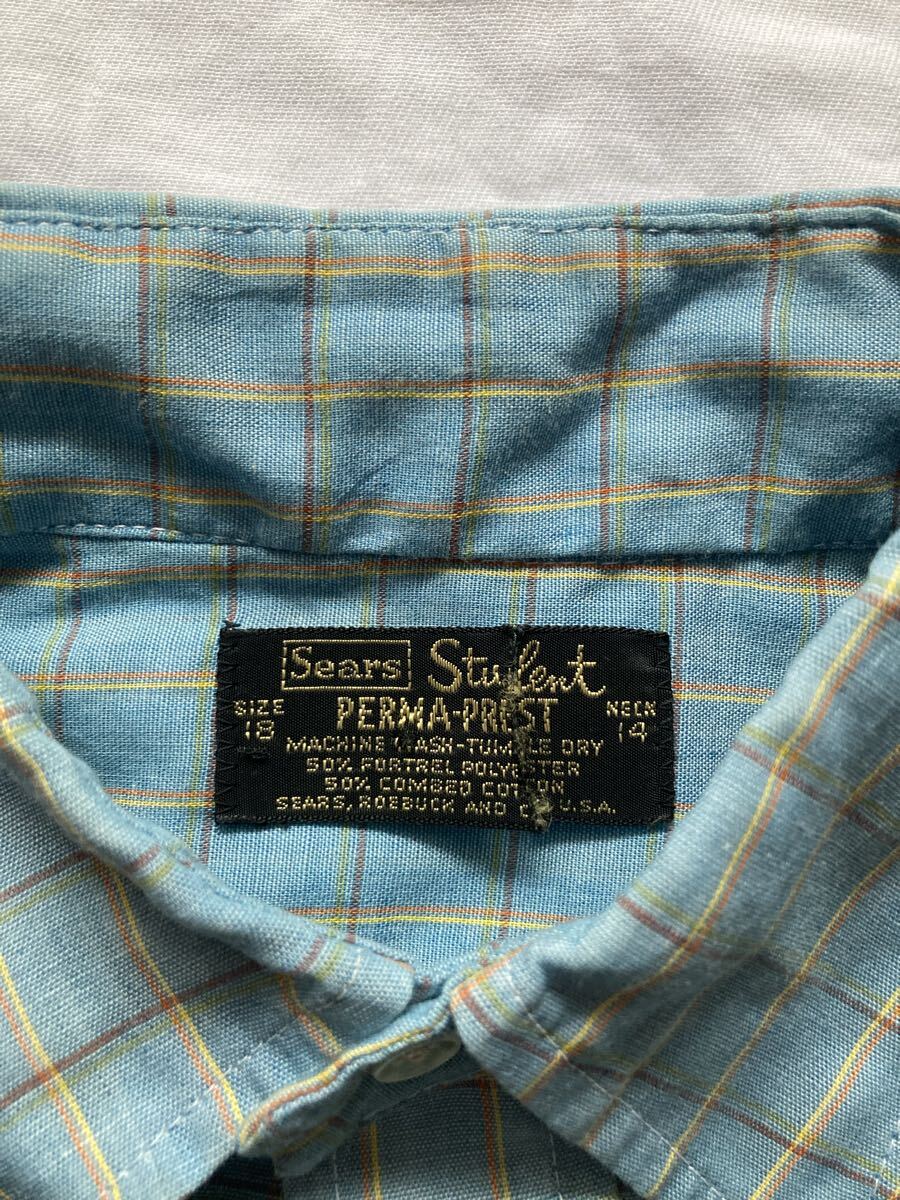 Sears Student
SIZE PERMA-PREST NECK
18 14
MACHINE WASH-TUMBLE DRY
50% FORTREL POLYESTER
50% COMBED COTTON
SEARS, ROEBUCK AND CO. U.S.A.